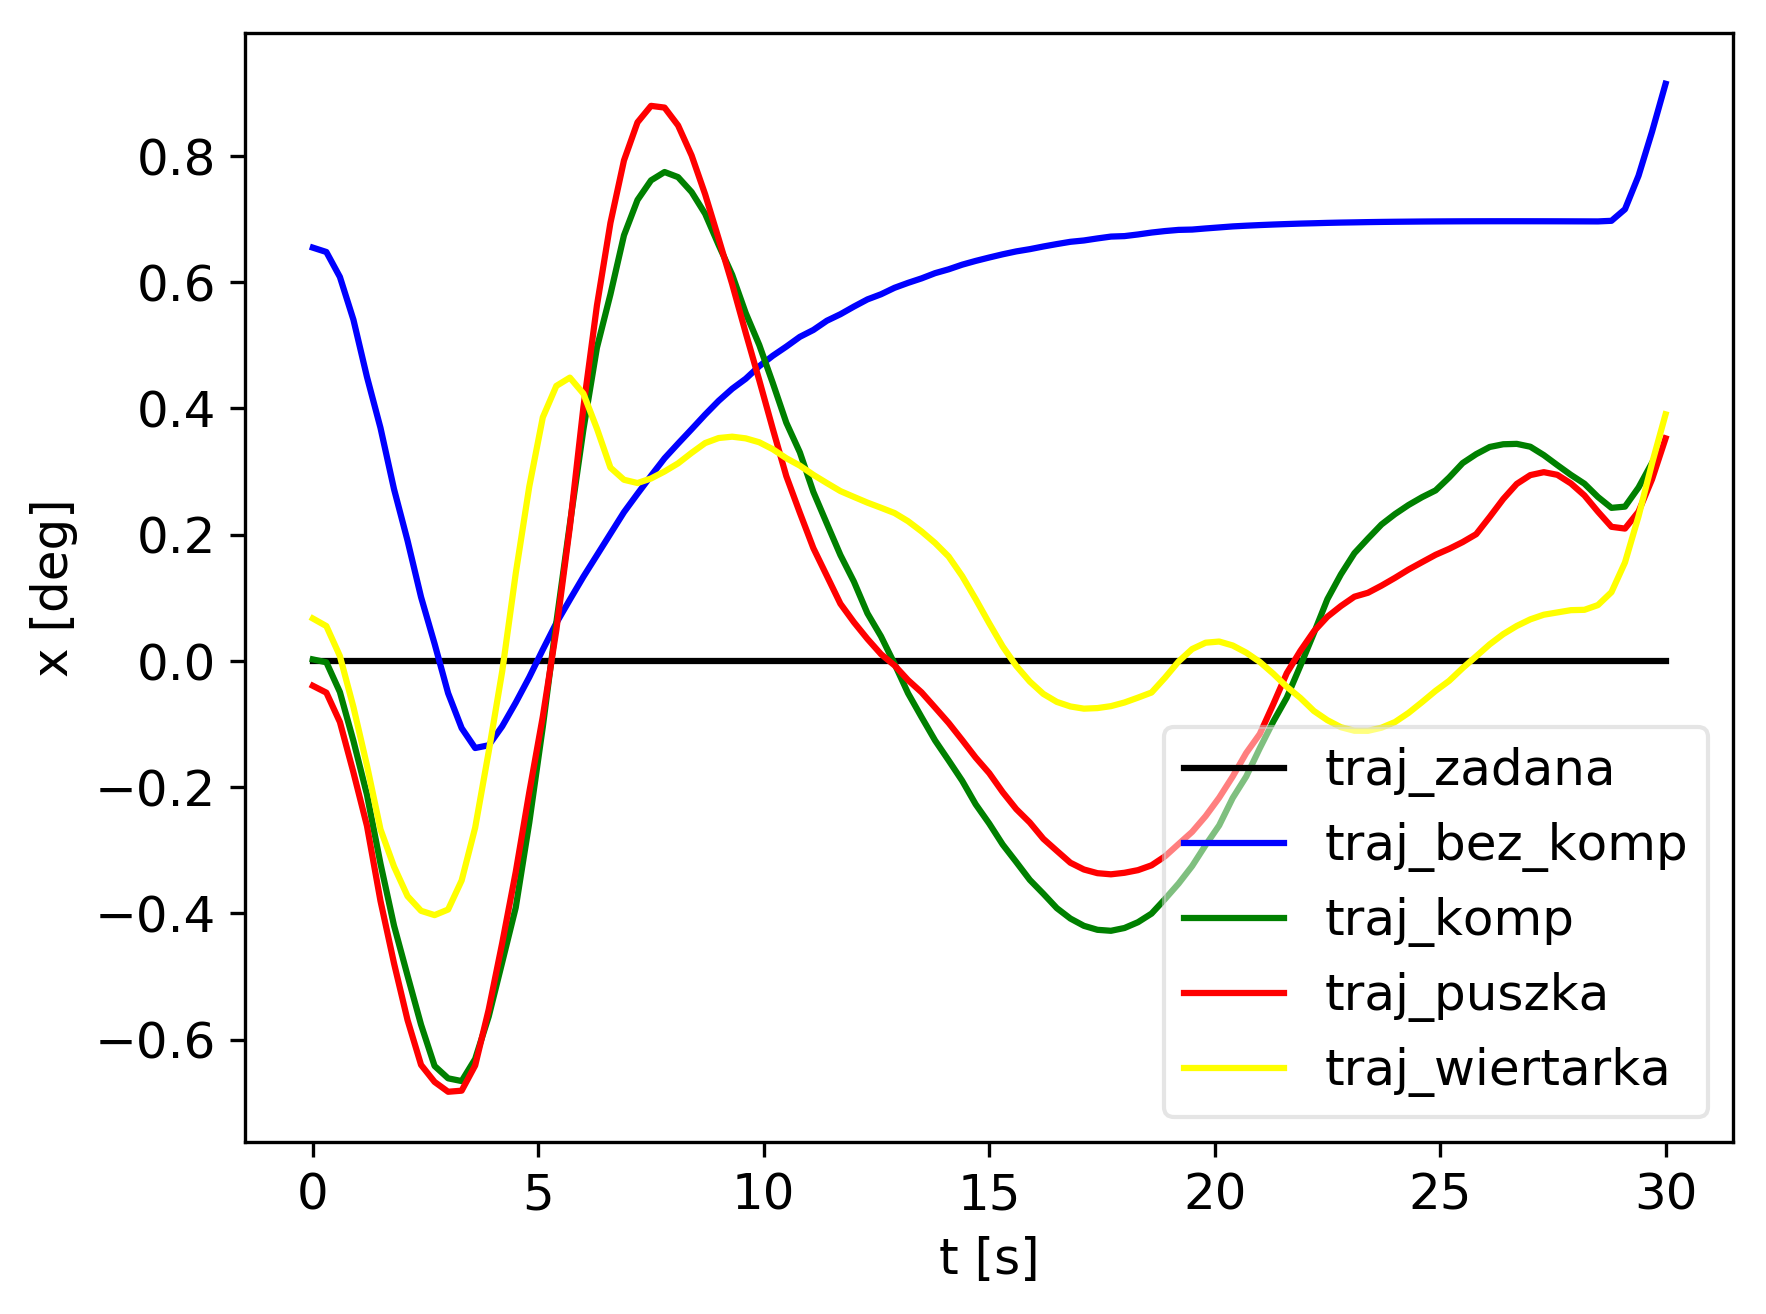 x [deg]
0.8
0.6
0.4
0.2
0.0
−0.2
−0.4
−0.6
traj_zadana
traj_bez_komp
traj_komp
traj_puszka
traj_wiertarka
0 5 10 15 20 25 30
t [s]